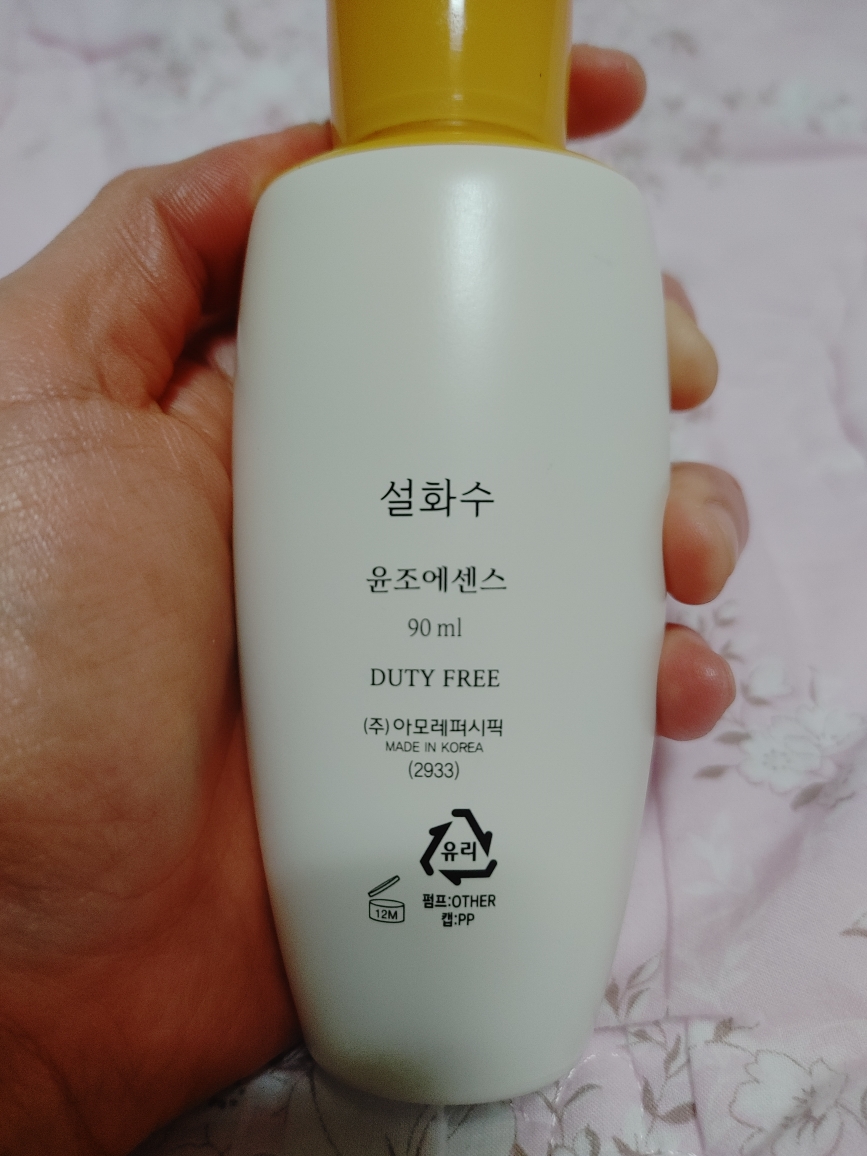 설화수
윤조에센스
90 ml
DUTY FREE
(주)아모레퍼시픽
MADE IN KOREA
(2933)
유리
12M
펌프:OTHER
캡:PP